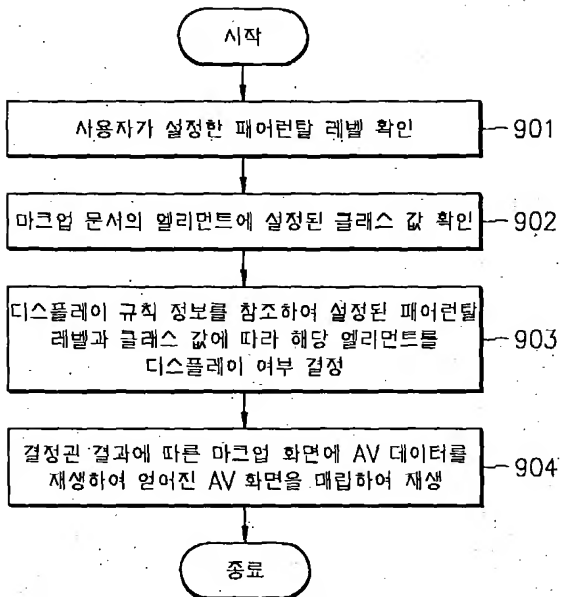 시작
사용자가 설정한 패어런탈 레벨 확인
901
마크업 문서의 엘리먼트에 설정된 클래스 값 확인
902
디스플레이 규칙 정보를 참조하여 설정된 패어런탈
레벨과 클래스 값에 따라 해당 엘리먼트를
디스플레이 여부 결정
903
결정된 결과에 따른 마크업 화면에 AV 데이터를
재생하여 얻어진 AV 화면을 매립하여 재생
904
종료